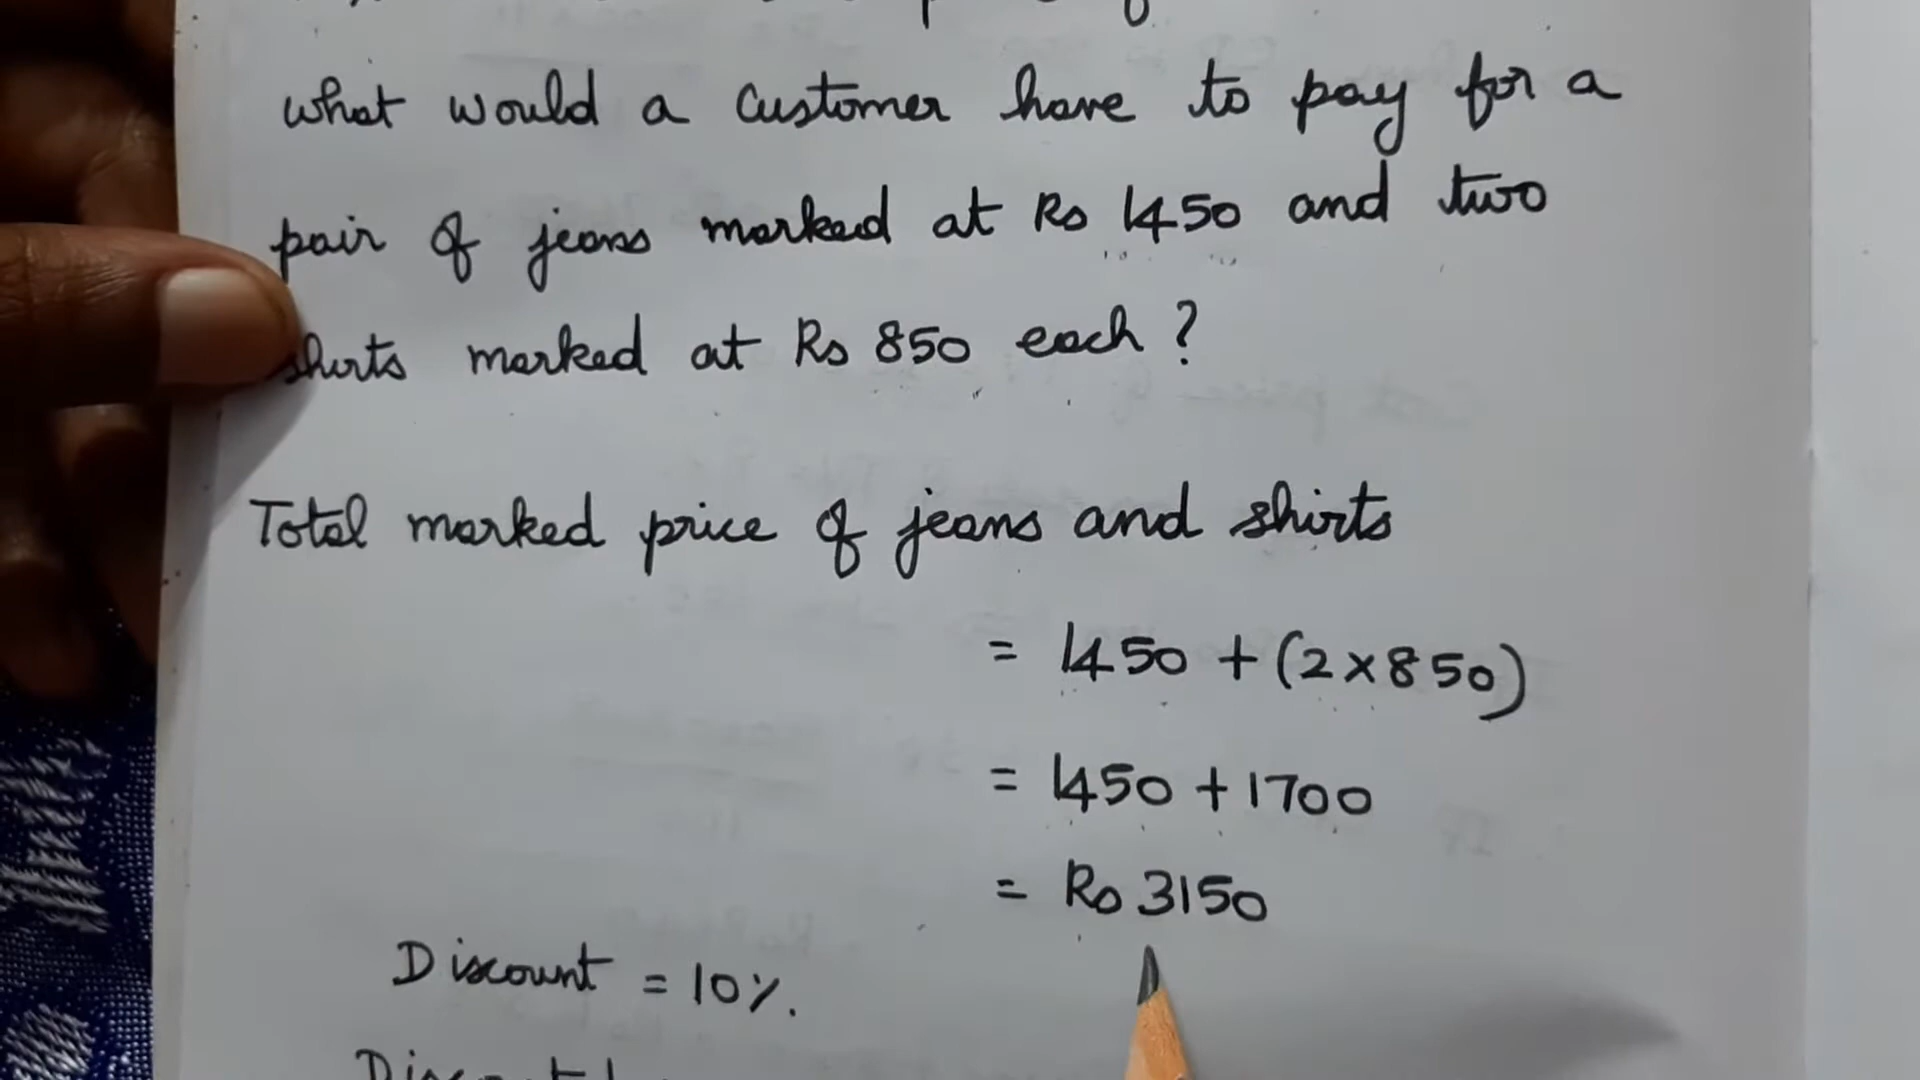 what would a customer have to pay for a
pair of jeans marked at Rs 1450 and two
shirts marked at Rs 850 each ?
Total marked price of jeans and shirts
= 1450 + (2×850)
= 1450 + 1700
= Rs 3150
Discount = 10%.